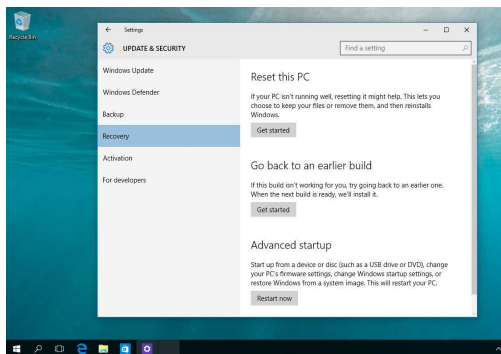 Recycle Bin
Settings
UPDATE & SECURITY
Find a setting
Windows Update
Windows Defender
Backup
Recovery
Activation
For developers
Reset this PC
If your PC isn't running well, resetting it might help. This lets you
choose to keep your files or remove them, and then reinstalls
Windows.
Get started
Go back to an earlier build
If this build isn't working for you, try going back to an earlier one.
When the next build is ready, we'll install it.
Get started
Advanced startup
Start up from a device or disc (such as a USB drive or DVD), change
your PC's firmware settings, change Windows startup settings, or
restore Windows from a system image. This will restart your PC.
Restart now